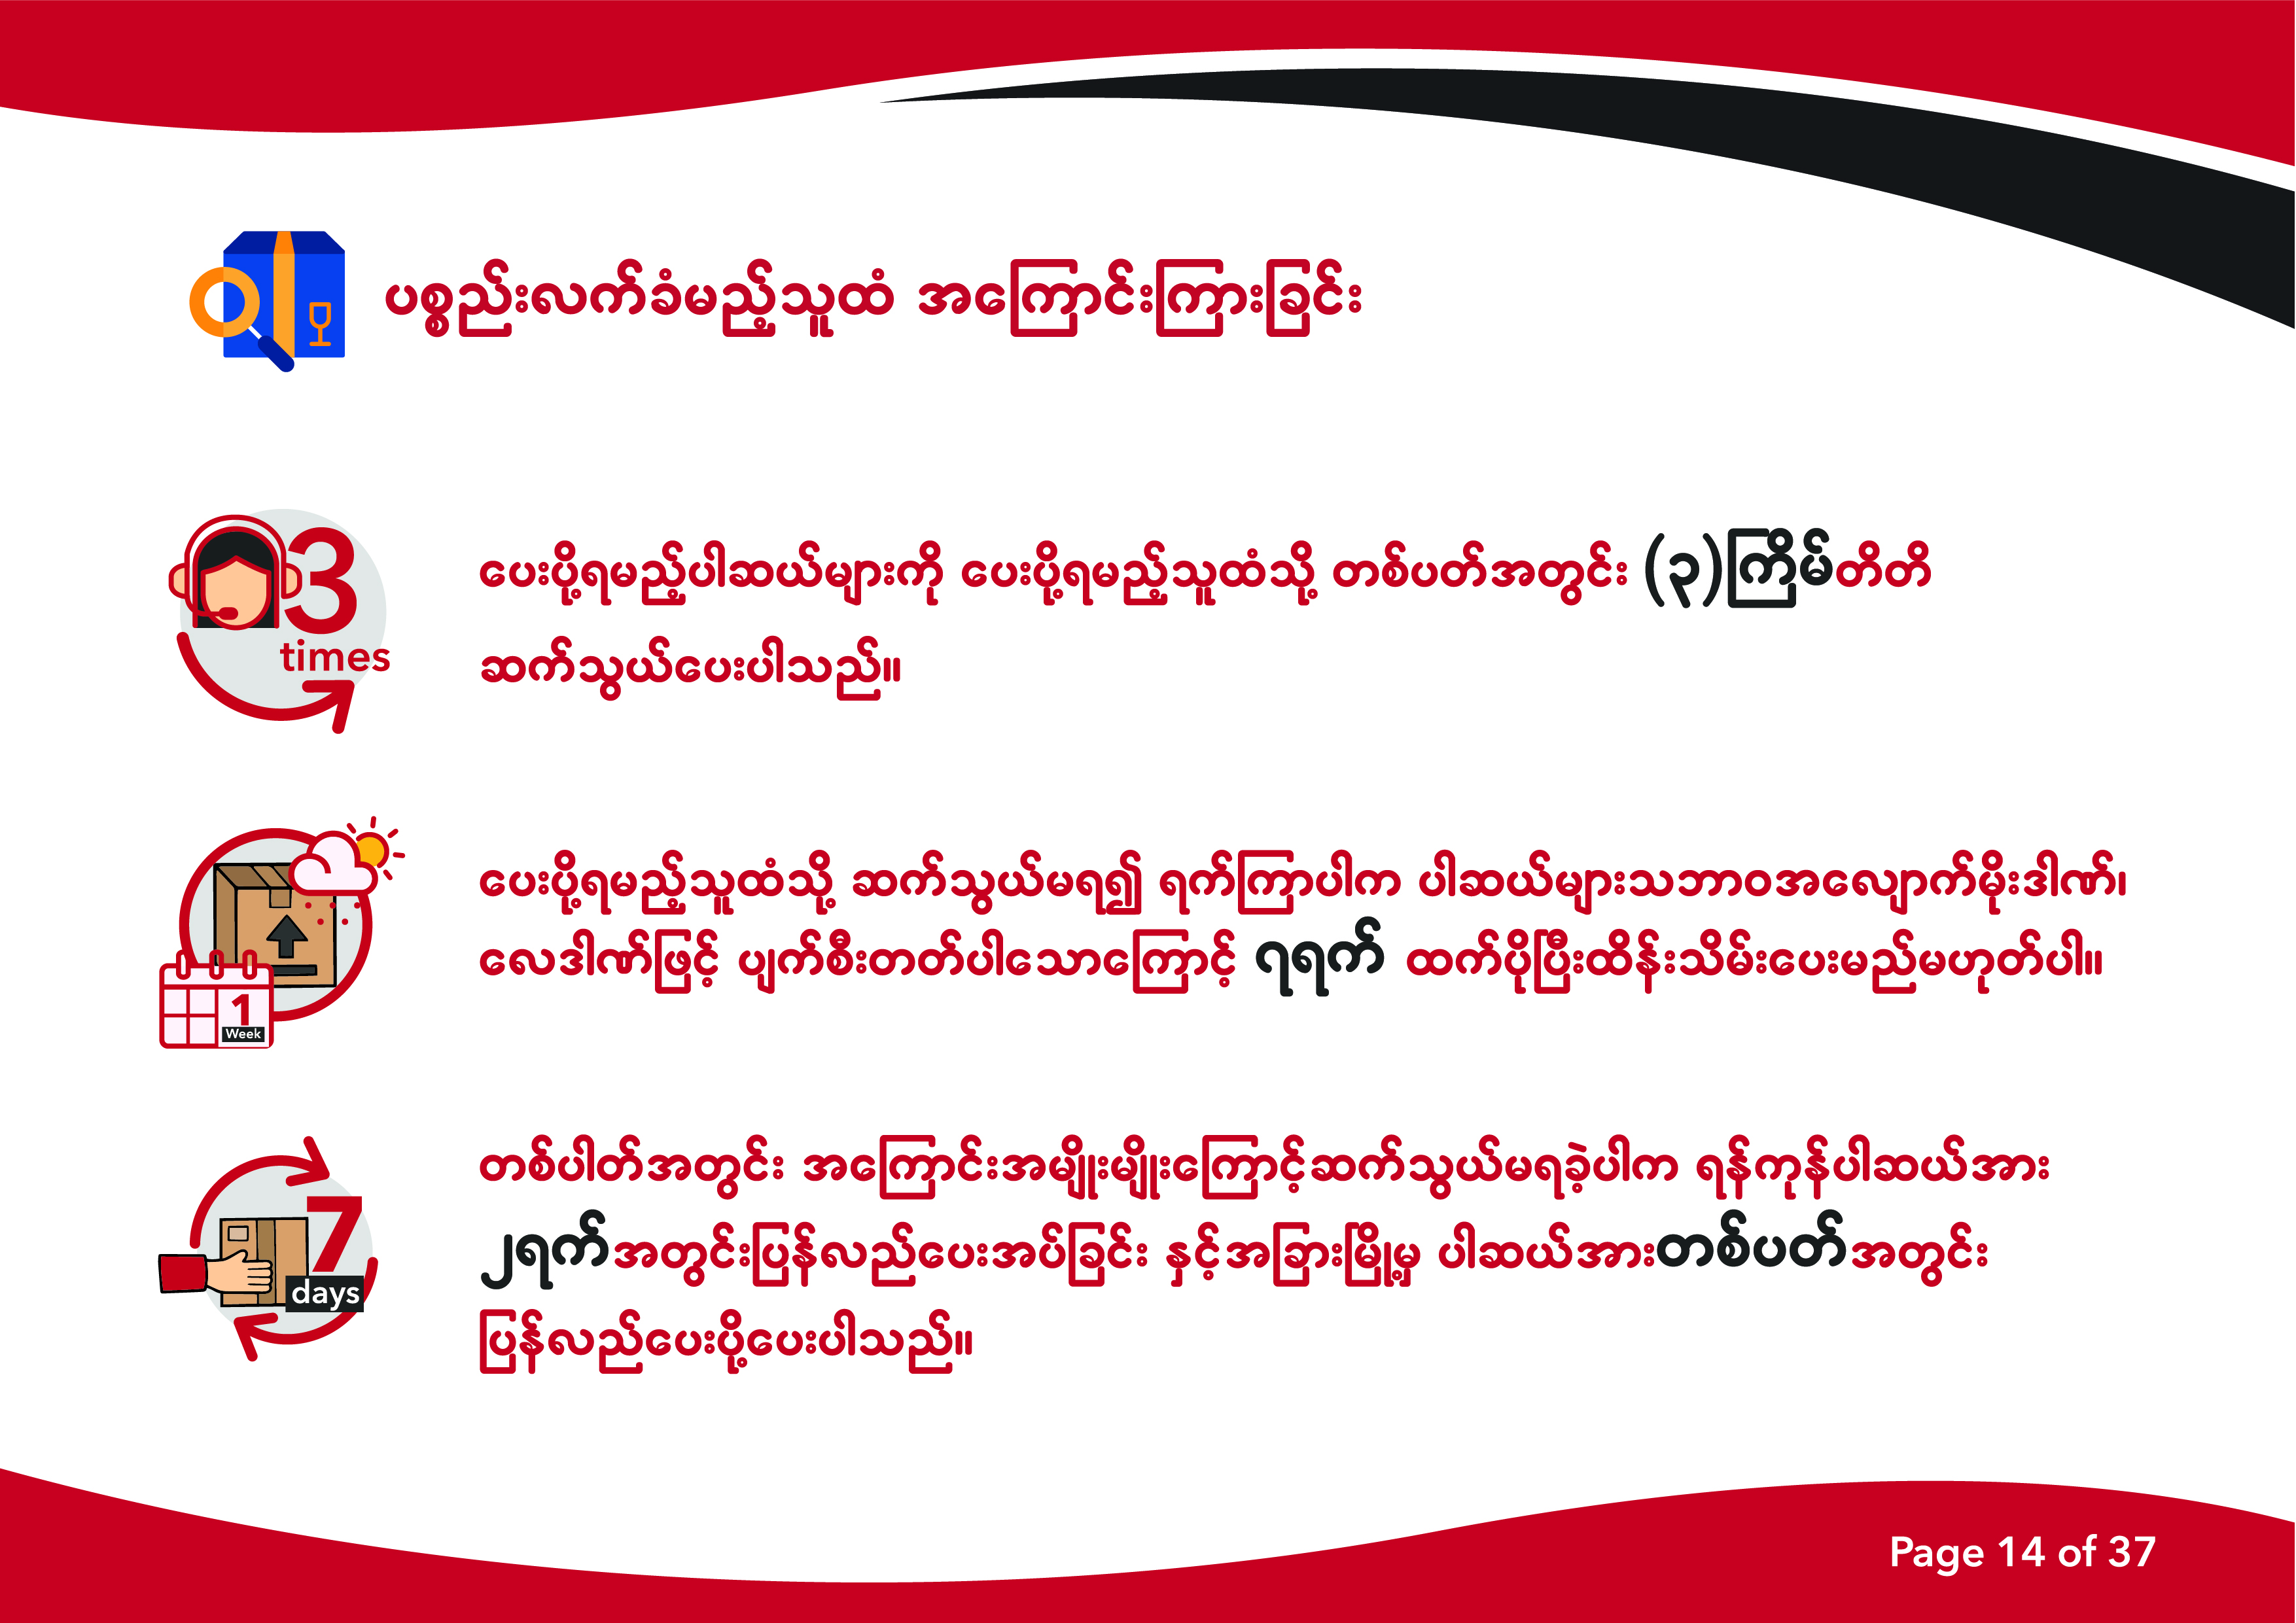 ပစ္စည်းလက်ခံမည့်သူထံ အကြောင်းကြားခြင်း
3
times
ပေးပို့ရမည့်ပါဆယ်များကို ပေးပို့ရမည့်သူထံသို့ တစ်ပတ်အတွင်း (၃)ကြိမ်တိတိ
ဆက်သွယ်ပေးပါသည်။
1
Week
ပေးပို့ရမည့်သူထံသို့ ဆက်သွယ်မရ၍ ရက်ကြာပါက ပါဆယ်များသဘာဝအလျောက်မိုးဒါဏ်၊
လေဒါဏ်ဖြင့် ပျက်စီးတတ်ပါသောကြောင့် ၇ရက် ထက်ပိုပြီးထိန်းသိမ်းပေးမည်မဟုတ်ပါ။
7
days
တစ်ပါတ်အတွင်း အကြောင်းအမျိုးမျိုးကြောင့်ဆက်သွယ်မရခဲ့ပါက ရန်ကုန်ပါဆယ်အား
၂ရက်အတွင်းပြန်လည်ပေးအပ်ခြင်း နှင့်အခြားမြို့မှ ပါဆယ်အားတစ်ပတ်အတွင်း
ပြန်လည်ပေးပို့ပေးပါသည်။
Page 14 of 37